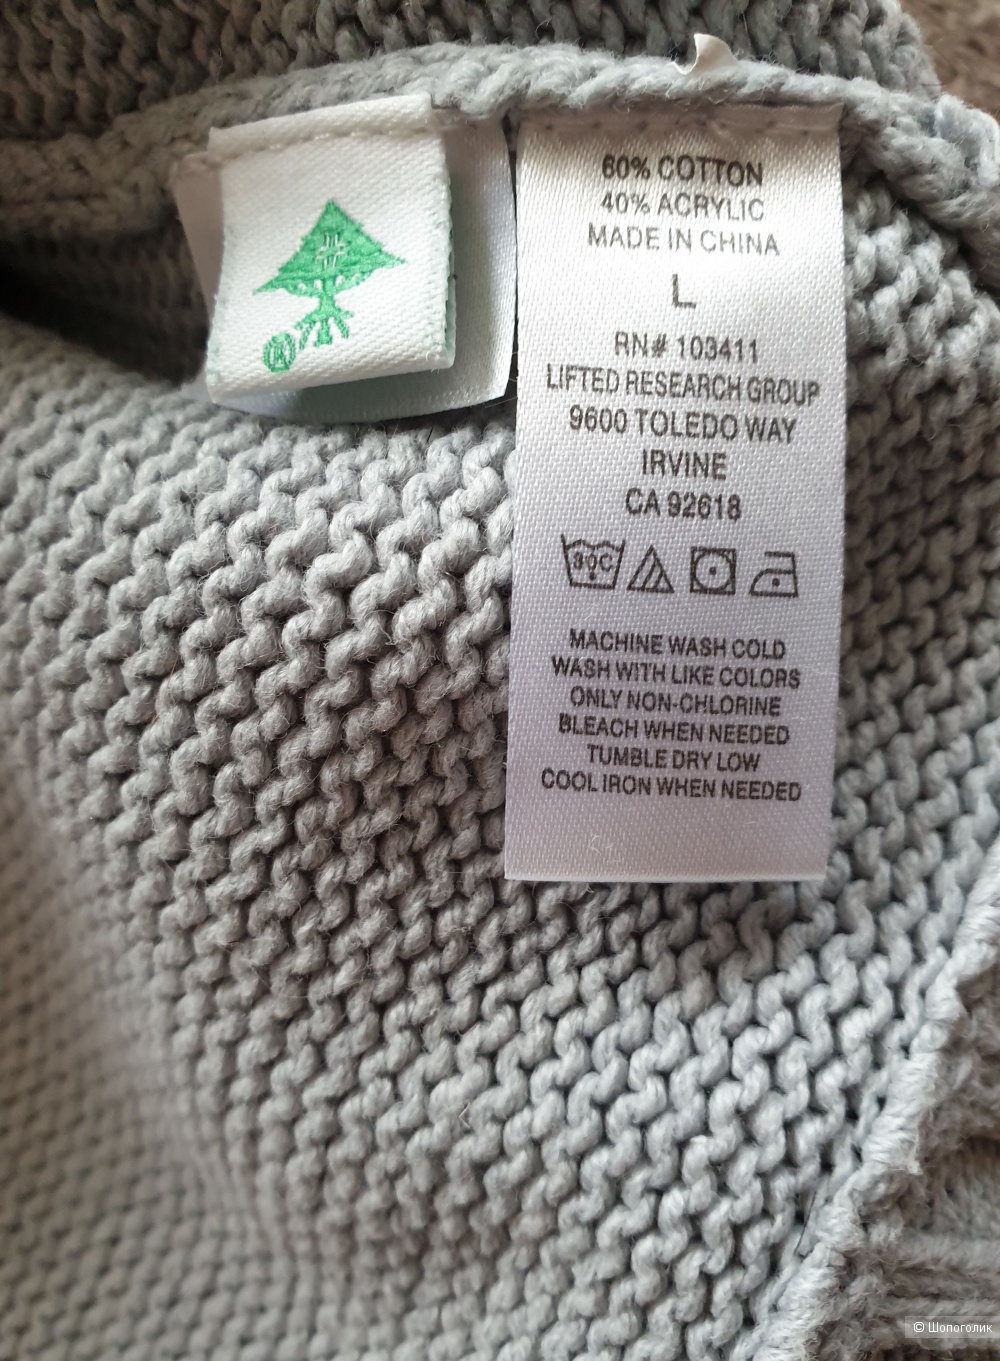 ®
60% COTTON
40% ACRYLIC
MADE IN CHINA
L
RN# 103411
LIFTED RESEARCH GROUP
9600 TOLEDO WAY
IRVINE
CA 92618
30C
MACHINE WASH COLD
WASH WITH LIKE COLORS
ONLY NON-CHLORINE
BLEACH WHEN NEEDED
TUMBLE DRY LOW
COOL IRON WHEN NEEDED
© Шопоголик